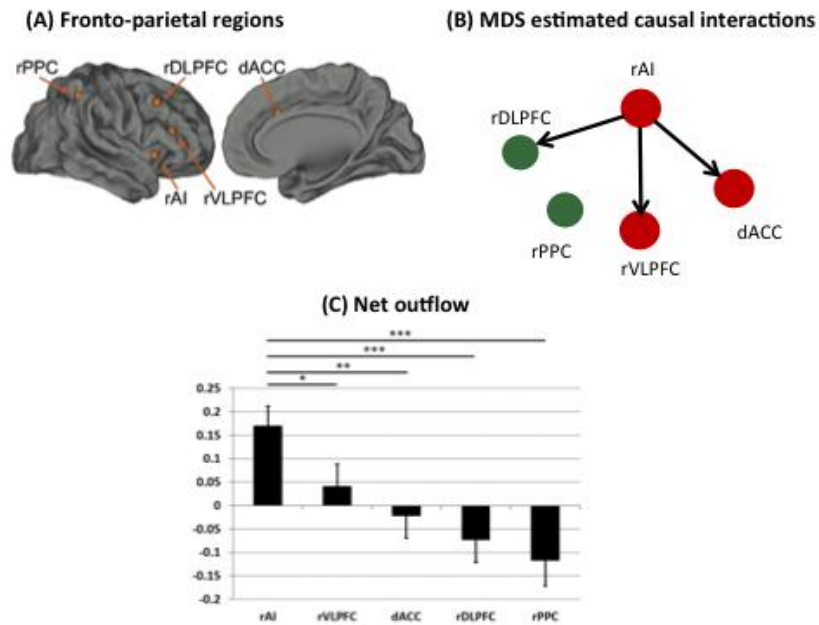 (A) Fronto-parietal regions
rPPC
rDLPFC
dACC
rAI
rVLPFC
(B) MDS estimated causal interactions
rAI
rDLPFC
dACC
rPPC
rVLPFC
(C) Net outflow
***
***
**
*
0.25
0.2
0.15
0.1
0.05
0
-0.05
-0.1
-0.15
-0.2
rAI
rVLPFC
dACC
rDLPFC
rPPC